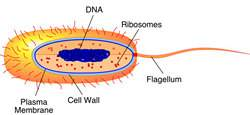 DNA
Ribosomes
Flagellum
Cell Wall
Plasma
Membrane